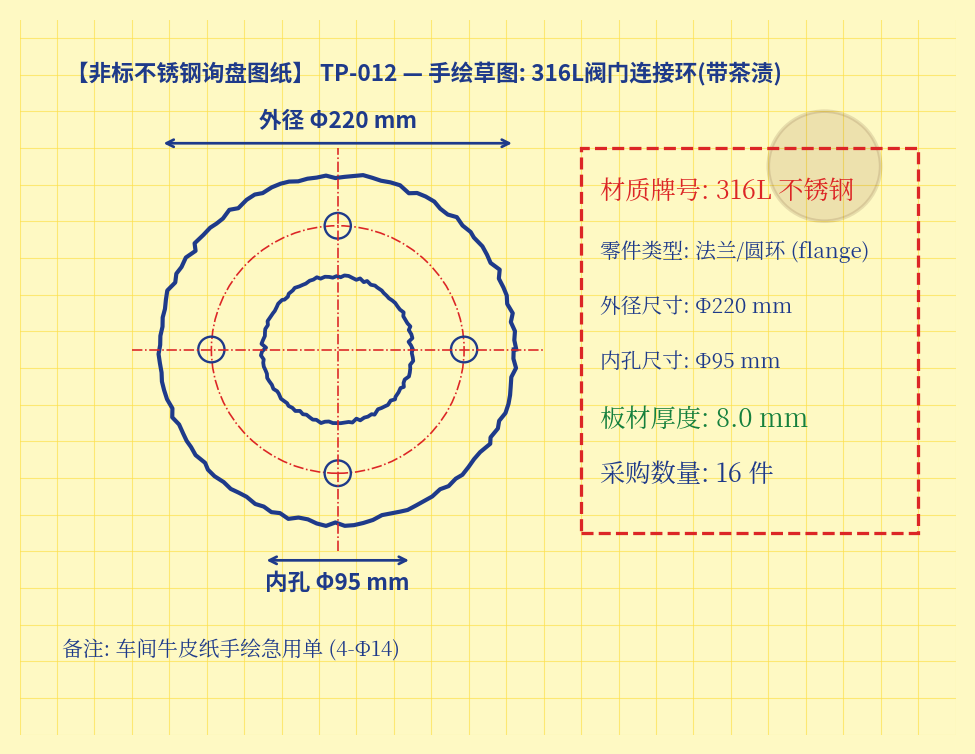 【非标不锈钢询盘图纸】 TP-012 — 手绘草图: 316L阀门连接环(带茶渍)
外径 Φ220 mm
材质牌号: 316L 不锈钢
零件类型: 法兰/圆环 (flange)
外径尺寸: Φ220 mm
内孔尺寸: Φ95 mm
板材厚度: 8.0 mm
采购数量: 16 件
内孔 Φ95 mm
备注: 车间牛皮纸手绘急用单 (4-Φ14)